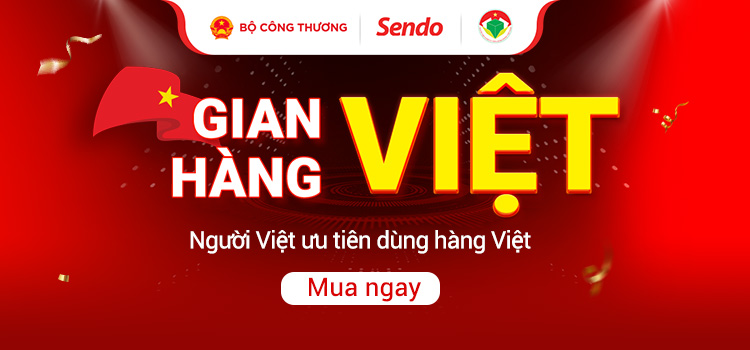 BỘ CÔNG THƯƠNG
Sendo
GIAN
HÀNG
VIỆT
Người Việt ưu tiên dùng hàng Việt
Mua ngay